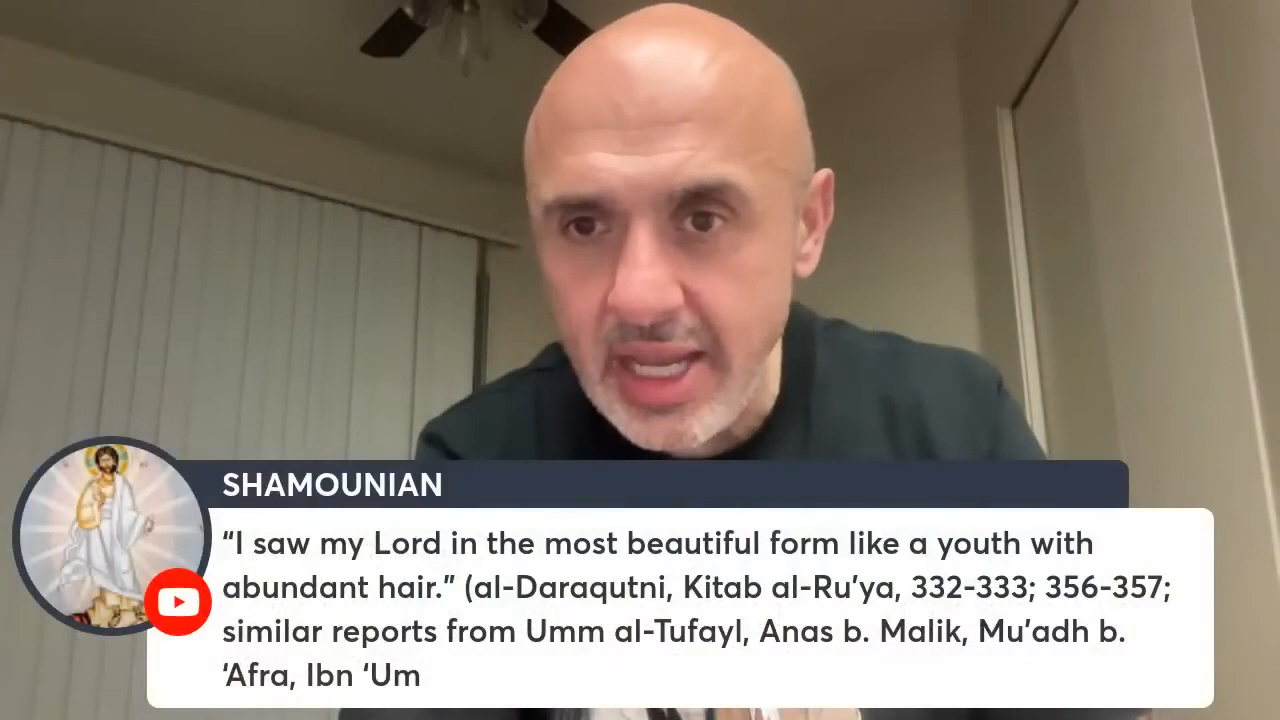 SHAMOUNIAN
“I saw my Lord in the most beautiful form like a youth with
abundant hair.” (al-Daraqutni, Kitab al-Ru’ya, 332-333; 356-357;
similar reports from Umm al-Tufayl, Anas b. Malik, Mu’adh b.
‘Afra, Ibn ‘Um